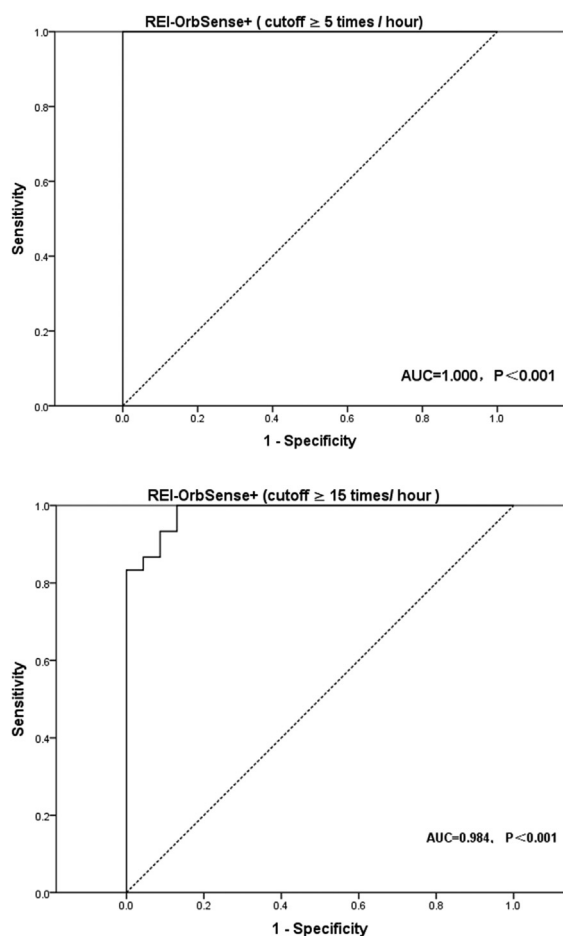 REI-OrbSense+ ( cutoff ≥ 5 times / hour)
1.0
0.8
0.6
0.4
0.2
0.0
Sensitivity
AUC=1.000, P＜0.001
0.0 0.2 0.4 0.6 0.8 1.0
1 - Specificity
REI-OrbSense+ (cutoff ≥ 15 times/ hour )
1.0
0.8
0.6
0.4
0.2
0.0
Sensitivity
AUC=0.984, P＜0.001
0.0 0.2 0.4 0.6 0.8 1.0
1 - Specificity